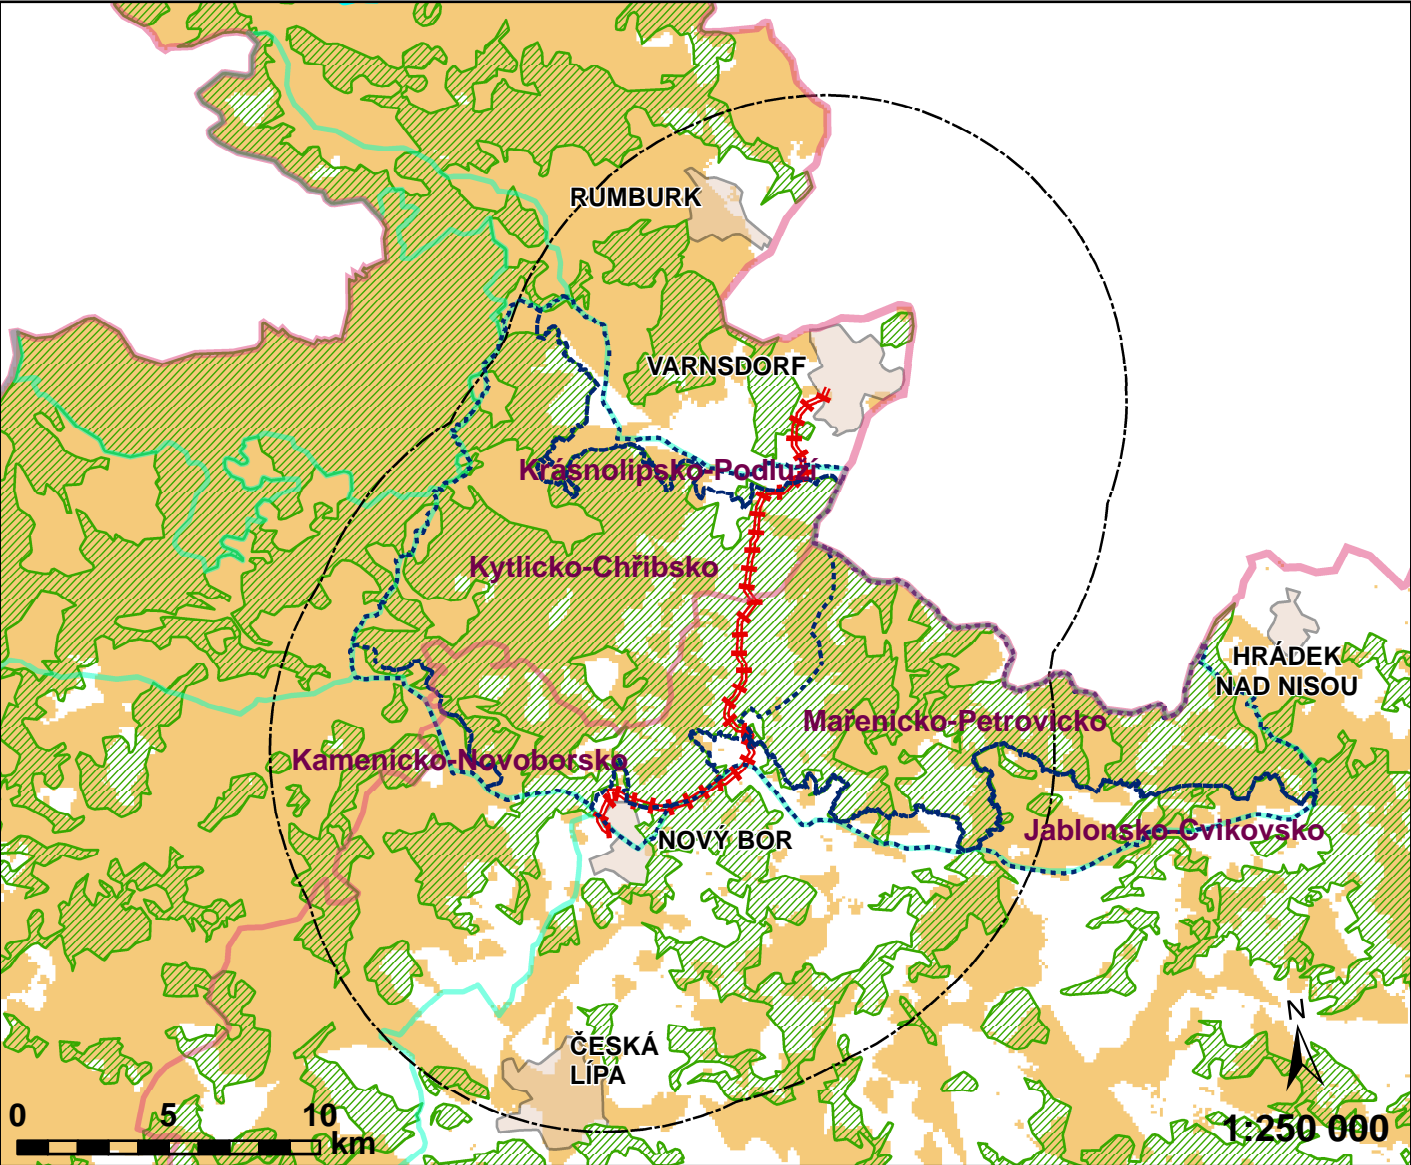 RUMBURK
VARNSDORF
Krásnolipsko-Podluží
Kytlicko-Chřibsko
HRÁDEK
NAD NISOU
Mařenicko-Petrovicko
Kamenicko-Novoborsko
Jablonsko-Cvikovsko
NOVÝ BOR
N
ČESKÁ
LÍPA
0 5 10
km
1:250 000